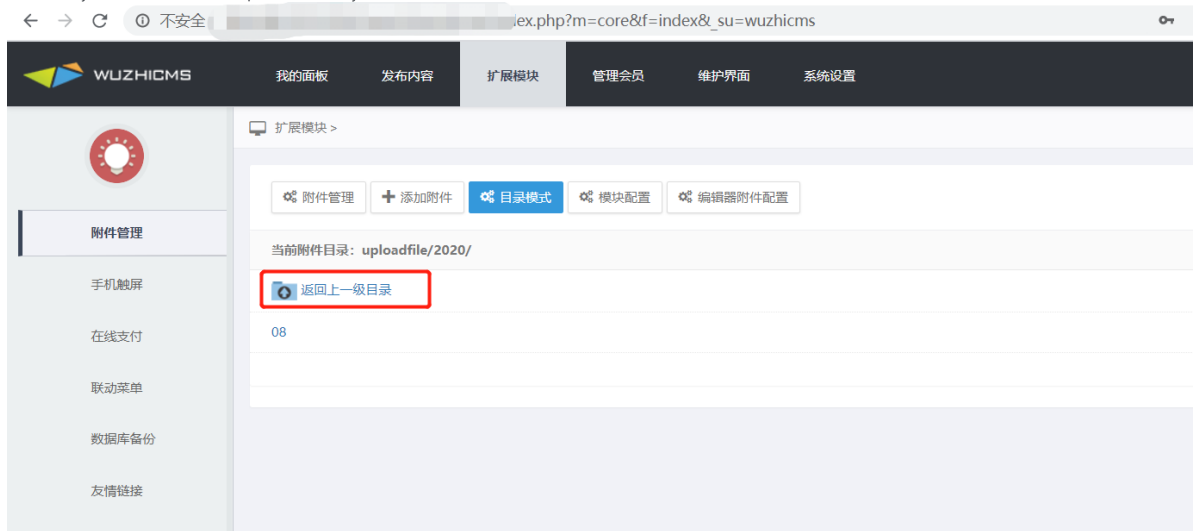 不安全 ex.php?m=core&f=index&_su=wuzhicms
WUZHICMS 我的面板 发布内容 扩展模块 管理会员 维护界面 系统设置
扩展模块 >
附件管理 添加附件 目录模式 模块配置 编辑器附件配置
附件管理
当前附件目录：uploadfile/2020/
手机触屏
返回上一级目录
在线支付
08
联动菜单
数据库备份
友情链接